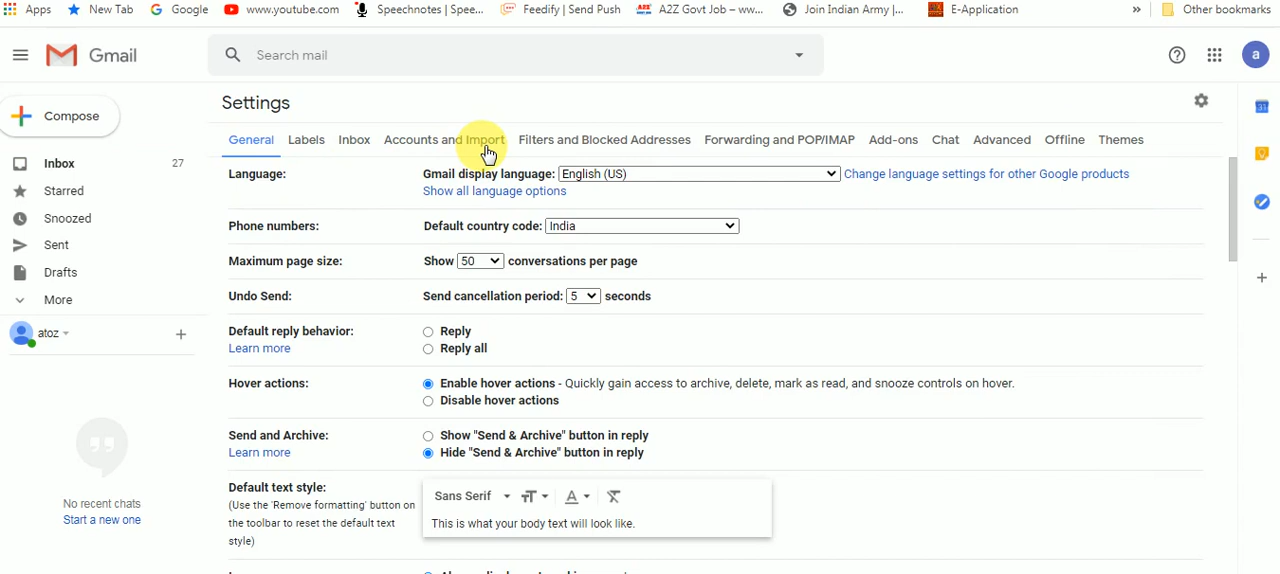 Apps New Tab Google www.youtube.com Speechnotes | Spee... Feedify | Send Push A2Z Govt Job – ww... Join Indian Army |... E-Application » Other bookmarks
Gmail Search mail a
Compose
Inbox 27
Starred
Snoozed
Sent
Drafts
More
atoz
No recent chats
Start a new one
Settings
General Labels Inbox Accounts and Import Filters and Blocked Addresses Forwarding and POP/IMAP Add-ons Chat Advanced Offline Themes
Language: Gmail display language: English (US) Change language settings for other Google products
Show all language options
Phone numbers: Default country code: India
Maximum page size: Show 50 conversations per page
Undo Send: Send cancellation period: 5 seconds
Default reply behavior: Reply
Learn more Reply all
Hover actions: Enable hover actions - Quickly gain access to archive, delete, mark as read, and snooze controls on hover.
Disable hover actions
Send and Archive: Show "Send & Archive" button in reply
Learn more Hide "Send & Archive" button in reply
Default text style: Sans Serif
(Use the 'Remove formatting' button on
the toolbar to reset the default text
style)
This is what your body text will look like.
31